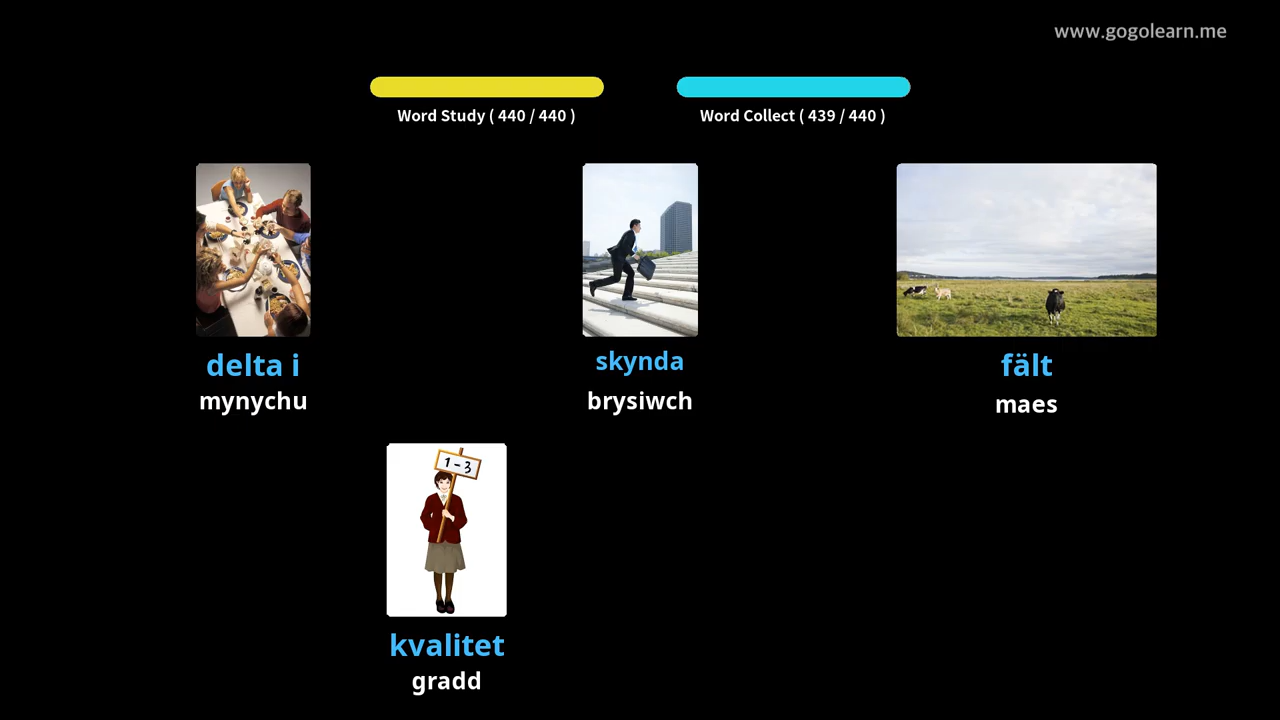 www.gogolearn.me
Word Study ( 440 / 440 )
Word Collect ( 439 / 440 )
delta i
mynychu
skynda
brysiwch
fält
maes
1 - 3
kvalitet
gradd